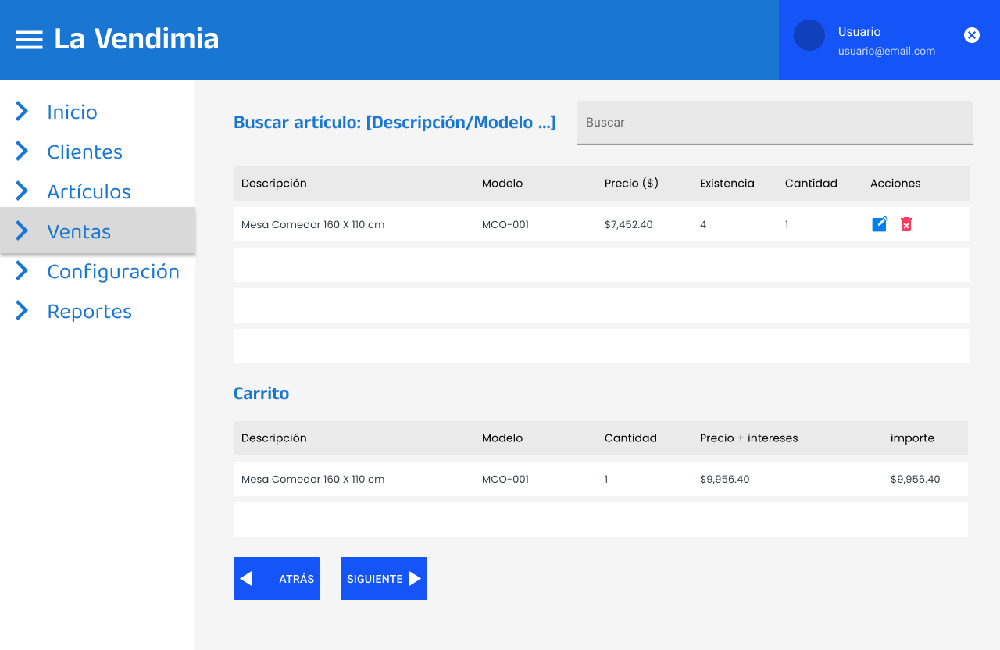 La Vendimia
Usuario
usuario@email.com
Inicio
Clientes
Artículos
Ventas
Configuración
Reportes
Buscar artículo: [Descripción/Modelo ...]
Buscar
Descripción Modelo Precio ($) Existencia Cantidad Acciones
Mesa Comedor 160 X 110 cm MCO-001 $7,452.40 4 1
Carrito
Descripción Modelo Cantidad Precio + intereses importe
Mesa Comedor 160 X 110 cm MCO-001 1 $9,956.40 $9,956.40
ATRÁS SIGUIENTE